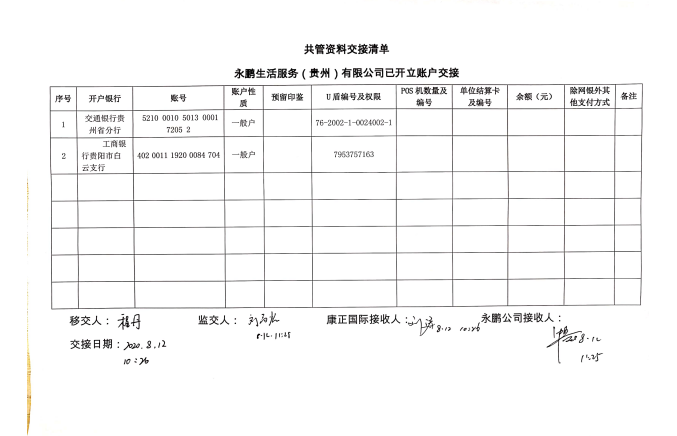 共管资料交接清单
永鹏生活服务（贵州）有限公司已开立账户交接
序号 开户银行 账号 账户性质 预留印鉴 U盾编号及权限 POS机数量及编号 单位结算卡及编号 余额（元） 除网银外其他支付方式 备注
1 交通银行贵州省分行 5210 0010 5013 0001 7205 2 一般户 76-2002-1-0024002-1
2 工商银行贵阳市白云支行 402 0011 1920 0084 704 一般户 7953757163
移交人： 监交人： 康正国际接收人： 永鹏公司接收人：
8.12. 11:25 8.12 10:26 8.12
交接日期：2020.8.12 11:25
10:26